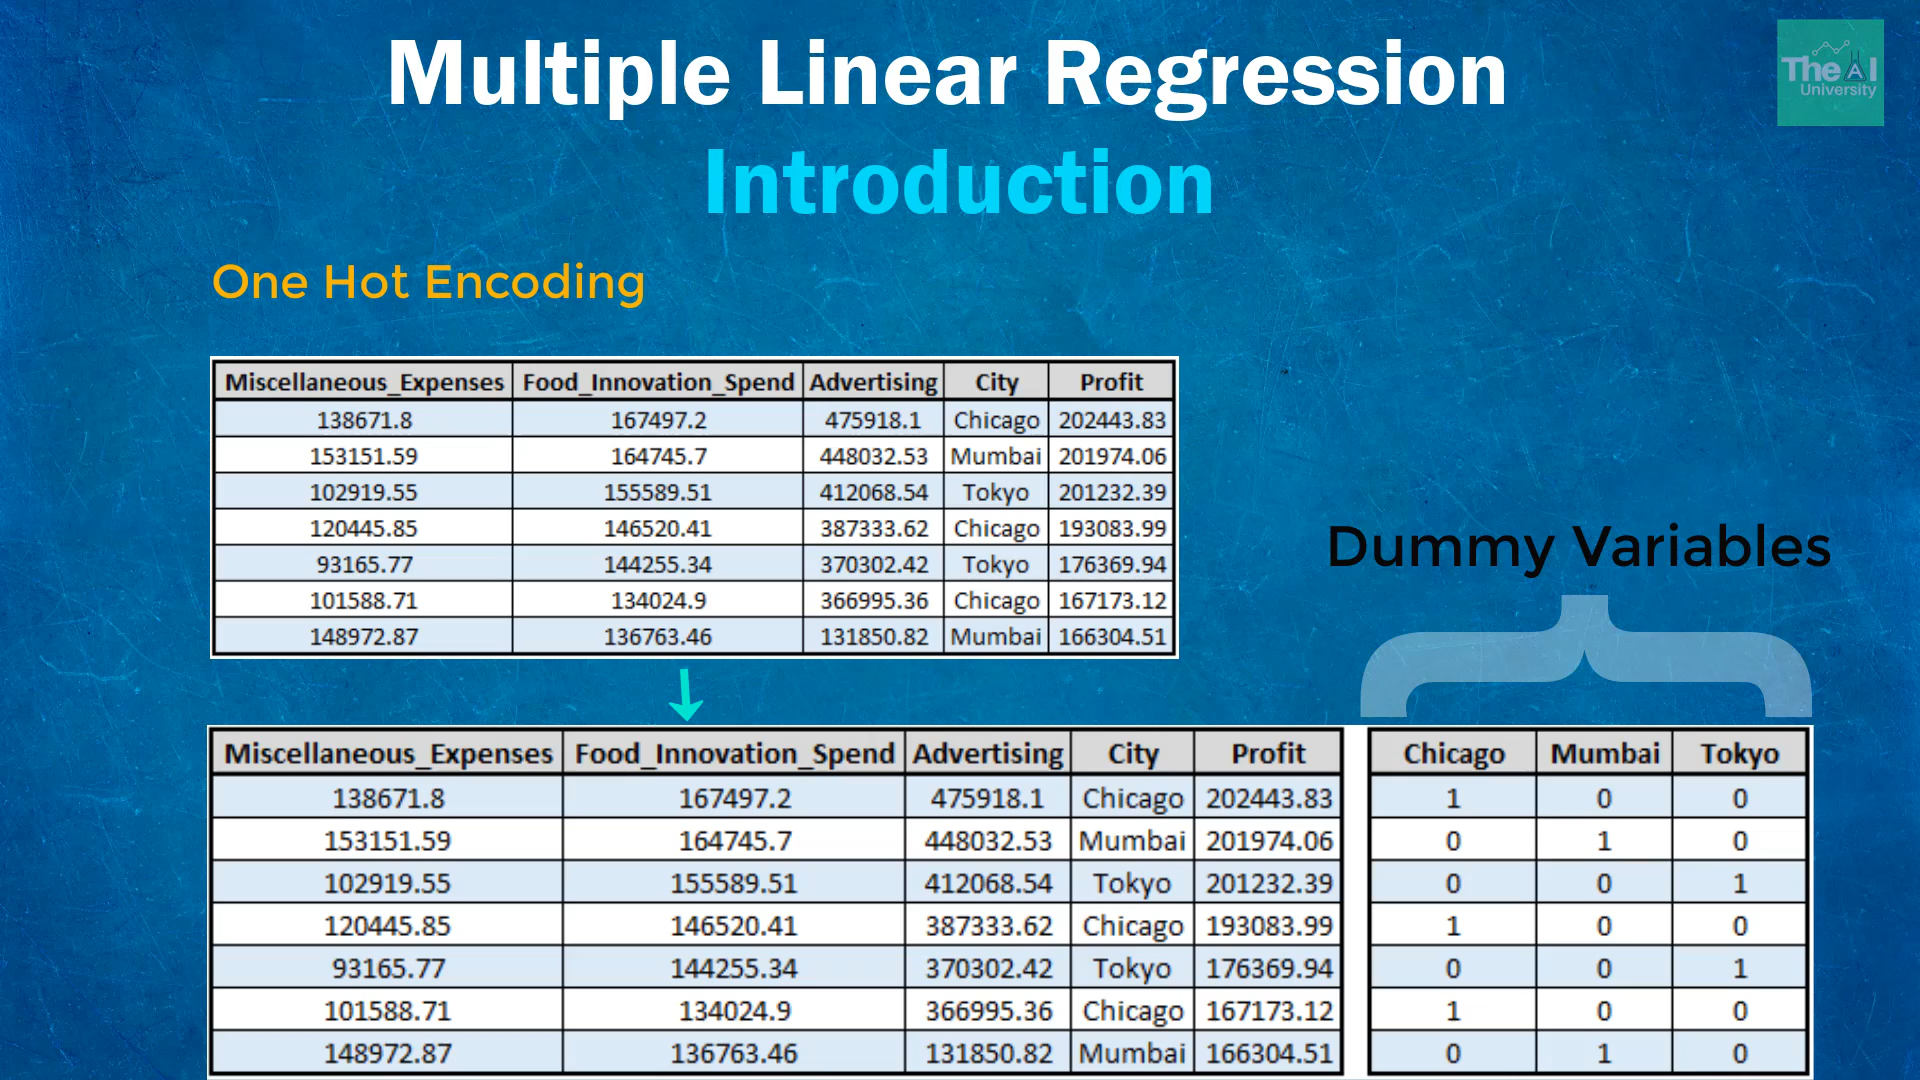 Multiple Linear Regression
Introduction
The AI
University
One Hot Encoding
Miscellaneous_Expenses Food_Innovation_Spend Advertising City Profit
138671.8 167497.2 475918.1 Chicago 202443.83
153151.59 164745.7 448032.53 Mumbai 201974.06
102919.55 155589.51 412068.54 Tokyo 201232.39
120445.85 146520.41 387333.62 Chicago 193083.99
93165.77 144255.34 370302.42 Tokyo 176369.94
101588.71 134024.9 366995.36 Chicago 167173.12
148972.87 136763.46 131850.82 Mumbai 166304.51
Dummy Variables
Miscellaneous_Expenses Food_Innovation_Spend Advertising City Profit Chicago Mumbai Tokyo
138671.8 167497.2 475918.1 Chicago 202443.83 1 0 0
153151.59 164745.7 448032.53 Mumbai 201974.06 0 1 0
102919.55 155589.51 412068.54 Tokyo 201232.39 0 0 1
120445.85 146520.41 387333.62 Chicago 193083.99 1 0 0
93165.77 144255.34 370302.42 Tokyo 176369.94 0 0 1
101588.71 134024.9 366995.36 Chicago 167173.12 1 0 0
148972.87 136763.46 131850.82 Mumbai 166304.51 0 1 0